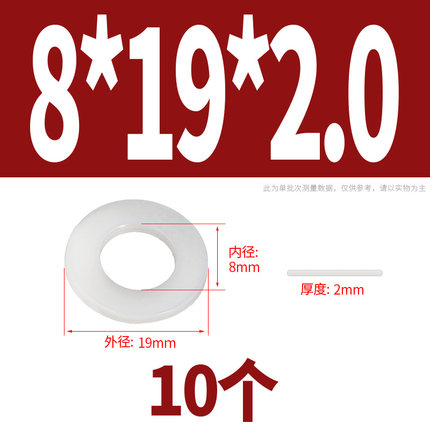 8*19*2.0
此为单批次测量数据，仅供参考，请以实物为主
内径:
8mm
厚度: 2mm
外径: 19mm
10个